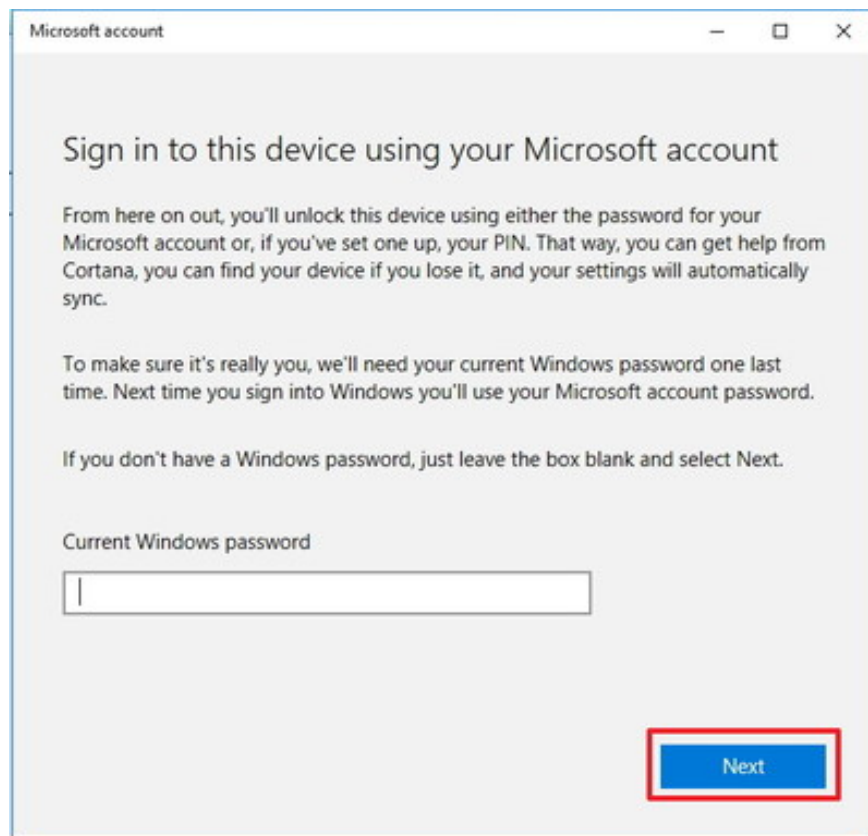 Microsoft account
Sign in to this device using your Microsoft account
From here on out, you'll unlock this device using either the password for your
Microsoft account or, if you've set one up, your PIN. That way, you can get help from
Cortana, you can find your device if you lose it, and your settings will automatically
sync.
To make sure it's really you, we'll need your current Windows password one last
time. Next time you sign into Windows you'll use your Microsoft account password.
If you don't have a Windows password, just leave the box blank and select Next.
Current Windows password
Next